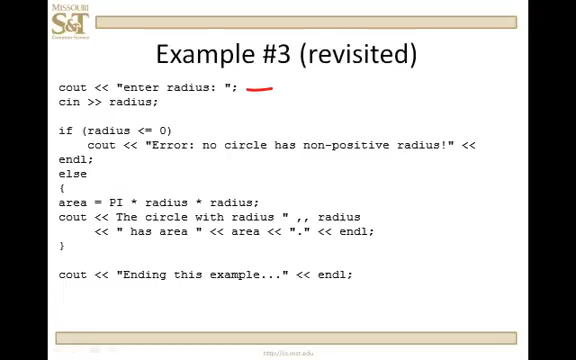 MISSOURI
S&T
Computer Science
Example #3 (revisited)
cout << "enter radius: ";
cin >> radius;
if (radius <= 0)
cout << "Error: no circle has non-positive radius!" <<
endl;
else
{
area = PI * radius * radius;
cout << The circle with radius " ,, radius
<< " has area " << area << "." << endl;
}
cout << "Ending this example..." << endl;
http://cs.mst.edu